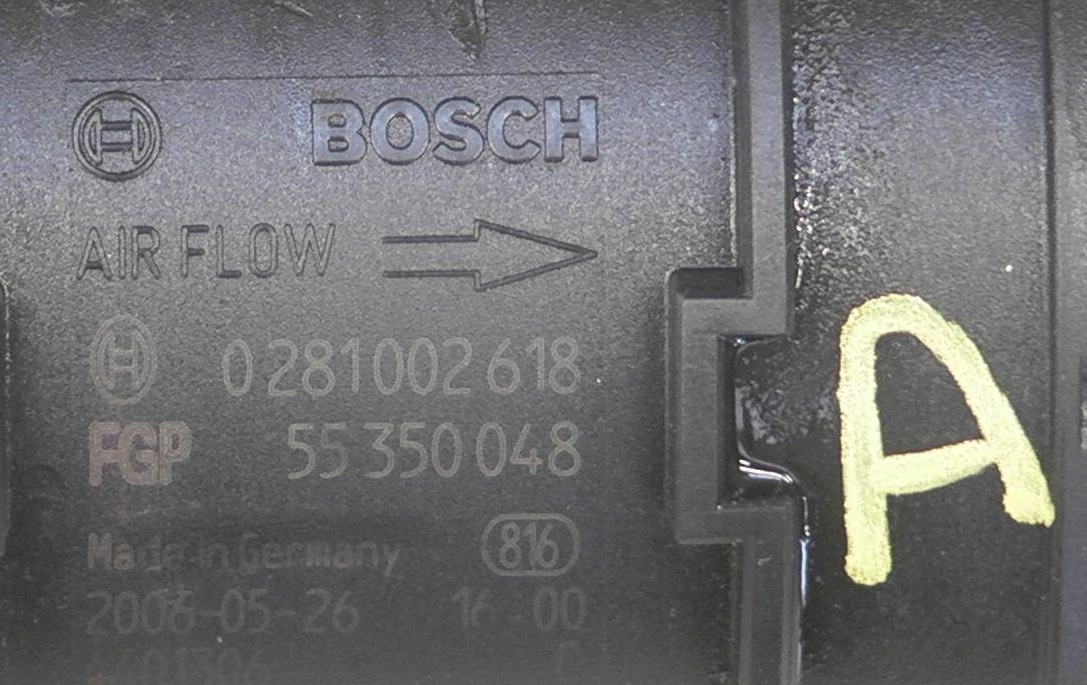 BOSCH
AIR FLOW
0 281 002 618
FGP 55 350 048
Made in Germany 816
2006-05-26 16 00
A